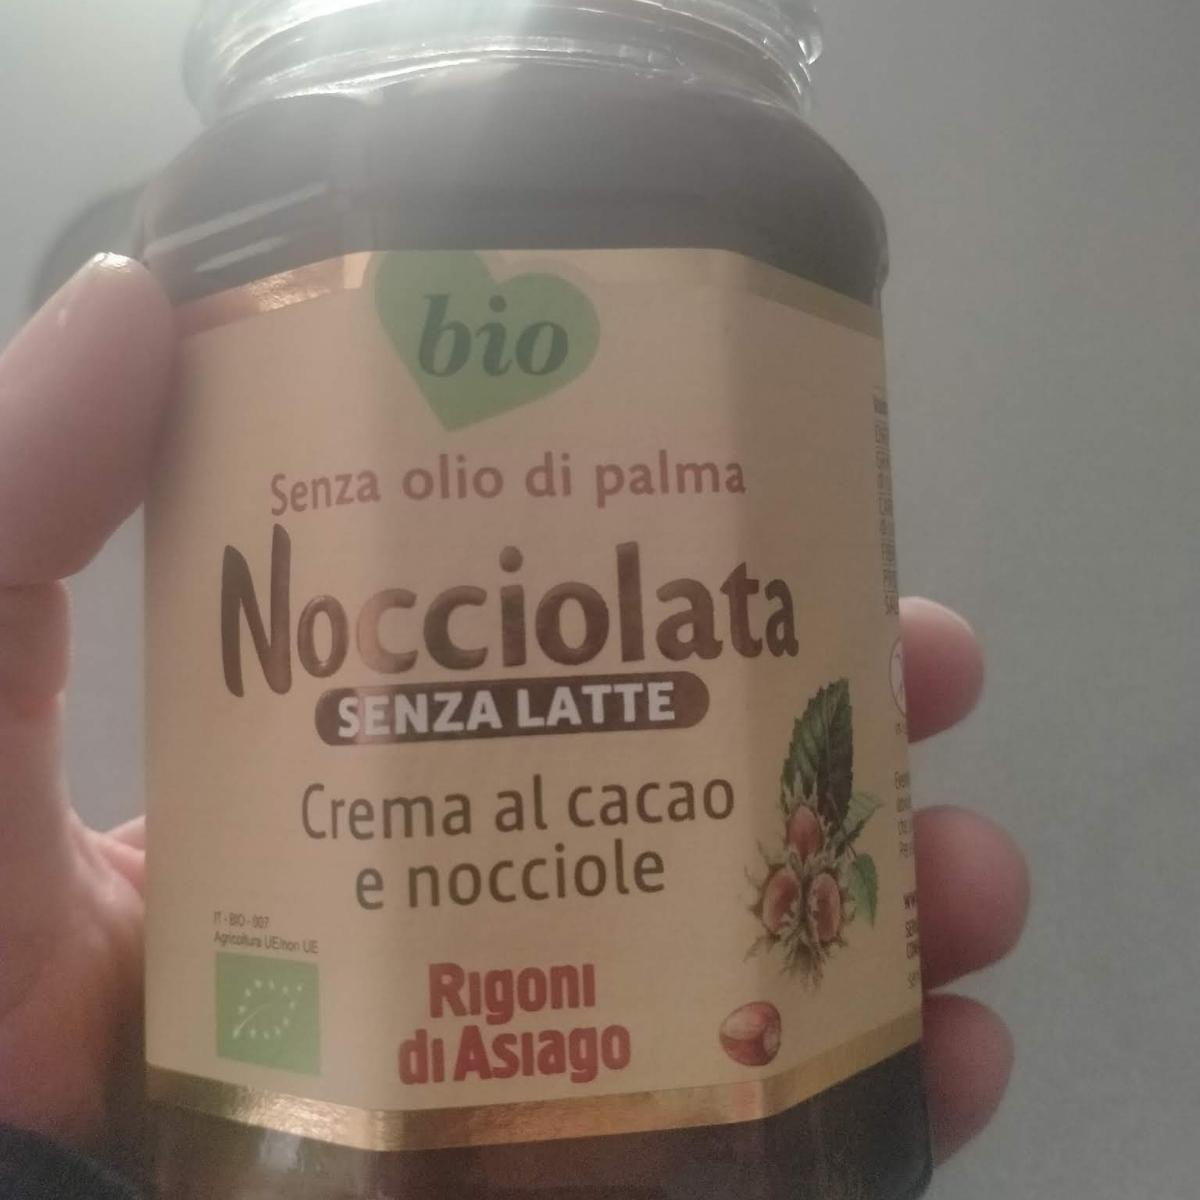 bio
Senza olio di palma
Nocciolata
SENZA LATTE
Crema al cacao
e nocciole
IT - BIO - 007
Agricoltura UE/non UE
Rigoni
di Asiago